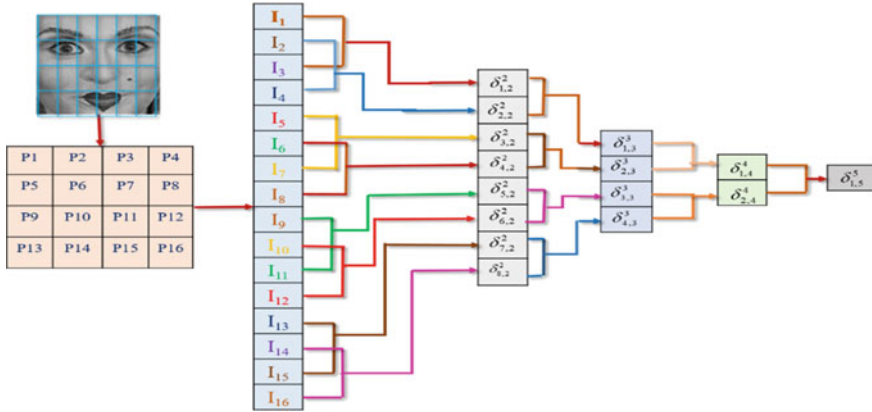 P1 P2 P3 P4
P5 P6 P7 P8
P9 P10 P11 P12
P13 P14 P15 P16
I₁
I₂
I₃
I₄
I₅
I₆
I₇
I₈
I₉
I₁₀
I₁₁
I₁₂
I₁₃
I₁₄
I₁₅
I₁₆
δ²₁,₂
δ²₂,₂
δ²₃,₂
δ²₄,₂
δ²₅,₂
δ²₆,₂
δ²₇,₂
δ²₈,₂
δ³₁,₃
δ³₂,₃
δ³₃,₃
δ³₄,₃
δ⁴₁,₄
δ⁴₂,₄
δ⁵₁,₅